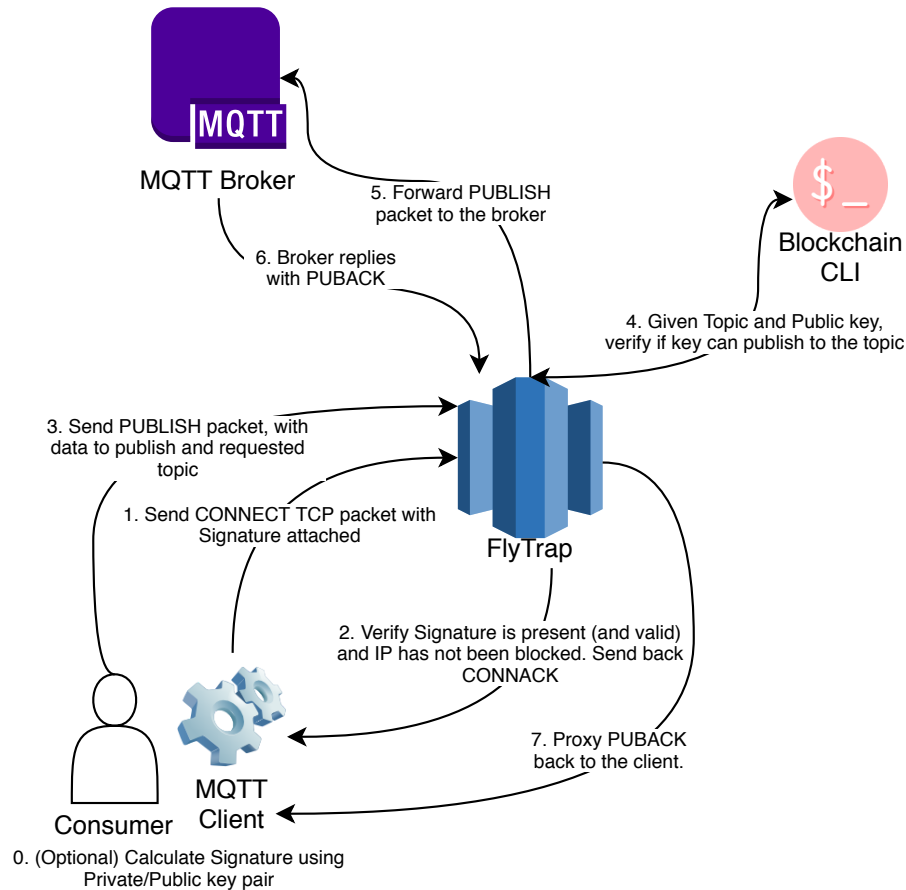 MQTT
MQTT Broker
5. Forward PUBLISH
packet to the broker
$_
Blockchain
CLI
6. Broker replies
with PUBACK
4. Given Topic and Public key,
verify if key can publish to the topic
3. Send PUBLISH packet, with
data to publish and requested
topic
1. Send CONNECT TCP packet with
Signature attached
FlyTrap
2. Verify Signature is present (and valid)
and IP has not been blocked. Send back
CONNACK
7. Proxy PUBACK
back to the client.
MQTT
Client
Consumer
0. (Optional) Calculate Signature using
Private/Public key pair